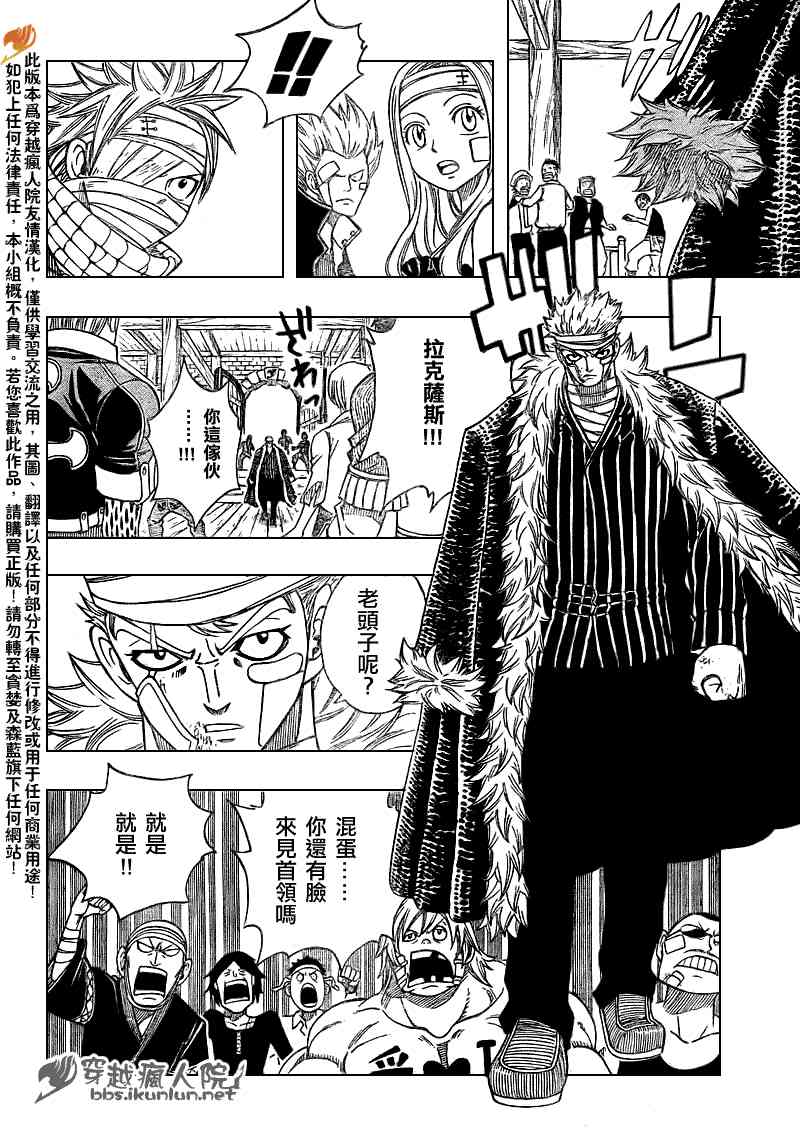 !!
拉克薩斯!!!
你這傢伙
……!!!
ざわっ
老頭子呢?
混蛋……
你還有臉
來見首領嗎
就是
就是!!
此版本爲穿越瘋人院友情漢化,僅供學習交流之用,其圖、翻譯以及任何部分不得進行修改或用于任何商業用途!
如犯上任何法律責任,本小組概不負責。若您喜歡此作品,請購買正版!請勿轉至貪婪及森藍旗下任何網站!
穿越瘋人院
bbs.ikunlun.net